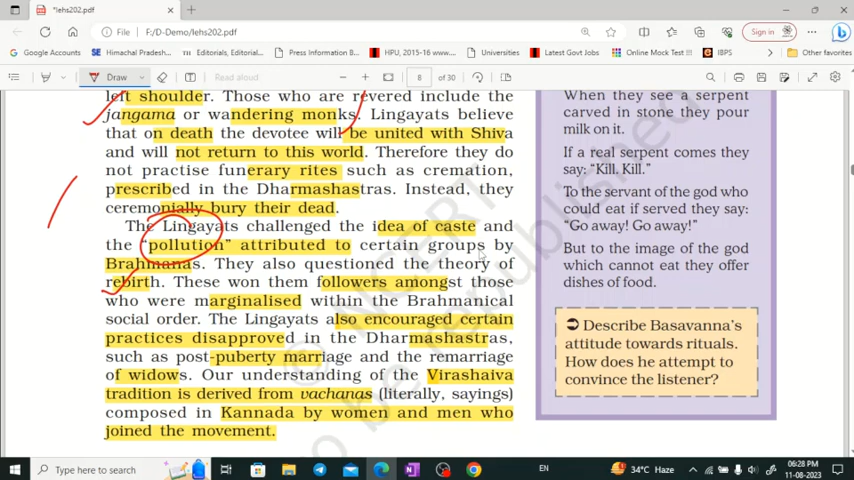 *lehs202.pdf
File
F:/D-Demo/lehs202.pdf
Sign in
Google Accounts
Himachal Pradesh,...
Editorials, Editorial,...
Press Information B...
HPU, 2015-16 www....
Universities
Latest Govt Jobs
Online Mock Test !!...
IBPS
Other favorites
Draw
Read aloud
8
of 30
left shoulder. Those who are revered include the
jangama or wandering monks. Lingayats believe
that on death the devotee will be united with Shiva
and will not return to this world. Therefore they do
not practise funerary rites such as cremation,
prescribed in the Dharmashastras. Instead, they
ceremonially bury their dead.
The Lingayats challenged the idea of caste and
the "pollution" attributed to certain groups by
Brahmanas. They also questioned the theory of
rebirth. These won them followers amongst those
who were marginalised within the Brahmanical
social order. The Lingayats also encouraged certain
practices disapproved in the Dharmashastras,
such as post-puberty marriage and the remarriage
of widows. Our understanding of the Virashaiva
tradition is derived from vachanas (literally, sayings)
composed in Kannada by women and men who
joined the movement.
When they see a serpent
carved in stone they pour
milk on it.
If a real serpent comes they
say: "Kill. Kill."
To the servant of the god who
could eat if served they say:
"Go away! Go away!"
But to the image of the god
which cannot eat they offer
dishes of food.
Describe Basavanna's
attitude towards rituals.
How does he attempt to
convince the listener?
© NCERT
to be republished
Type here to search
34°C Haze
EN
06:28 PM
11-08-2023